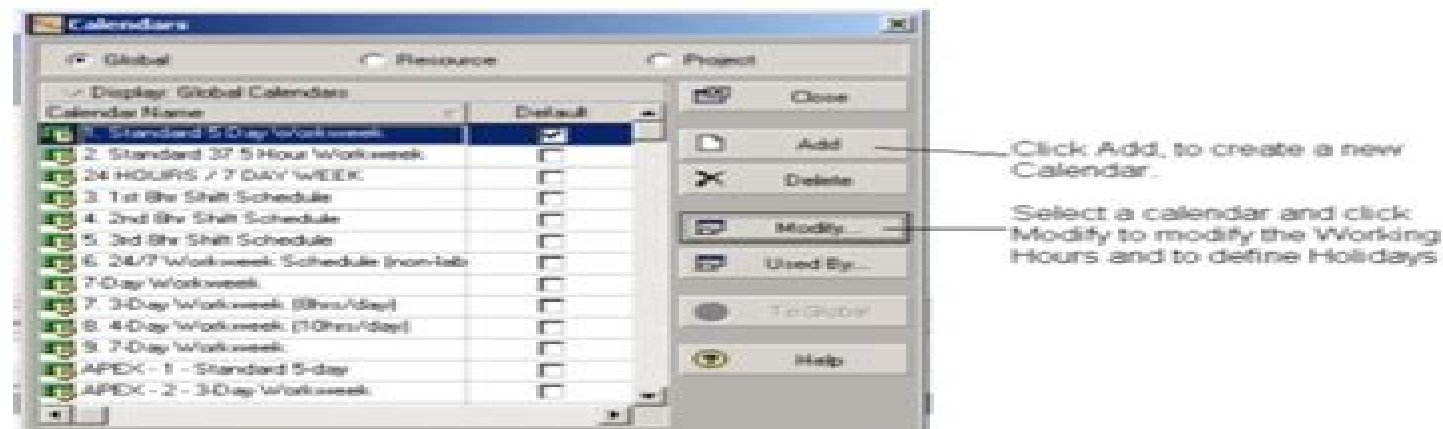 Calendars
Global Resource Project
Display: Global Calendars
Calendar Name Default
1. Standard 5 Day Workweek
2. Standard 37.5 Hour Workweek
24 HOURS / 7 DAY WEEK
3. 1st 8hr Shift Schedule
4. 2nd 8hr Shift Schedule
5. 3rd 8hr Shift Schedule
6. 24/7 Workweek Schedule (non-lab
7-Day Workweek
7. 3-Day Workweek (8hrs/day)
8. 4-Day Workweek (10hrs/day)
9. 7-Day Workweek
APEX - 1 - Standard 5-day
APEX - 2 - 3-Day Workweek
Close
Add
Delete
Modify...
Used By...
To Global
Help
Click Add, to create a new
Calendar.
Select a calendar and click
Modify to modify the Working
Hours and to define Holidays